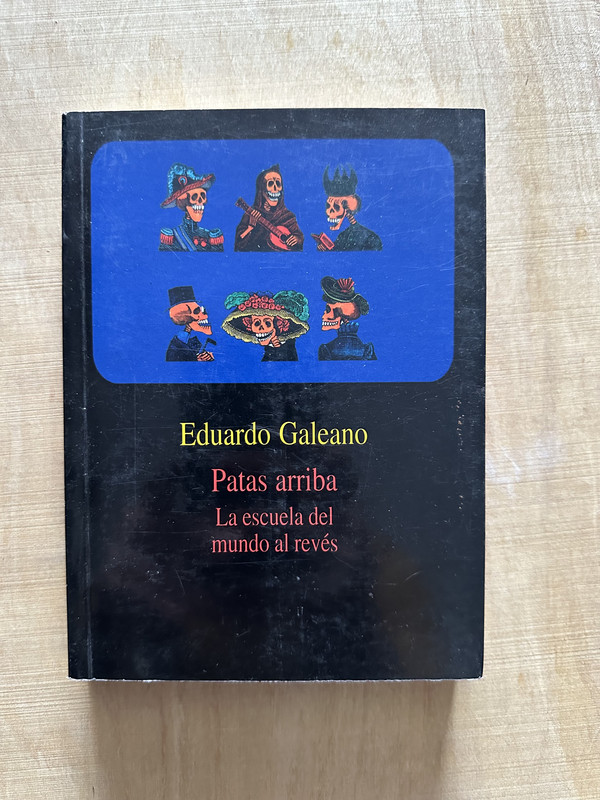 Eduardo Galeano
Patas arriba
La escuela del
mundo al revés